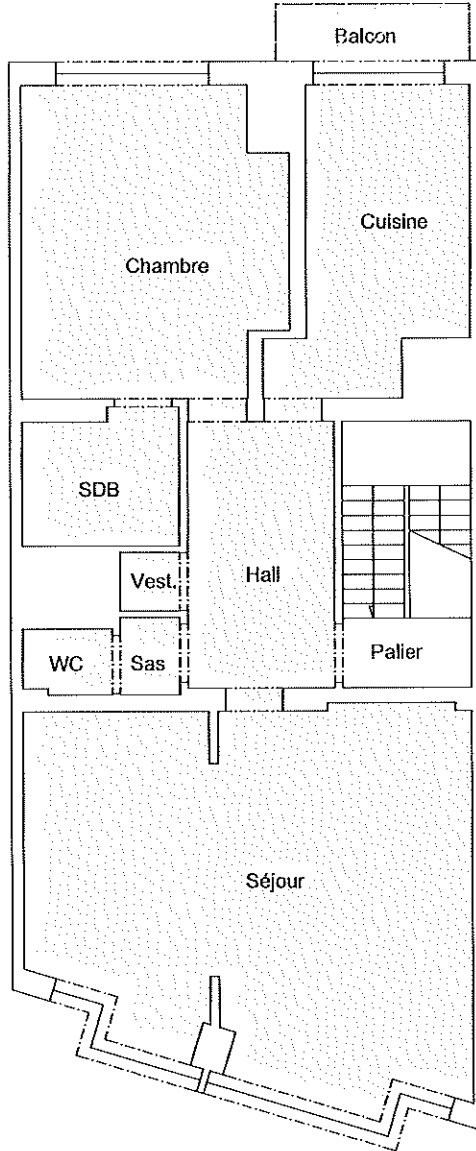 Balcon
Cuisine
Chambre
SDB
Vest.
Hall
WC
Sas
Palier
Séjour